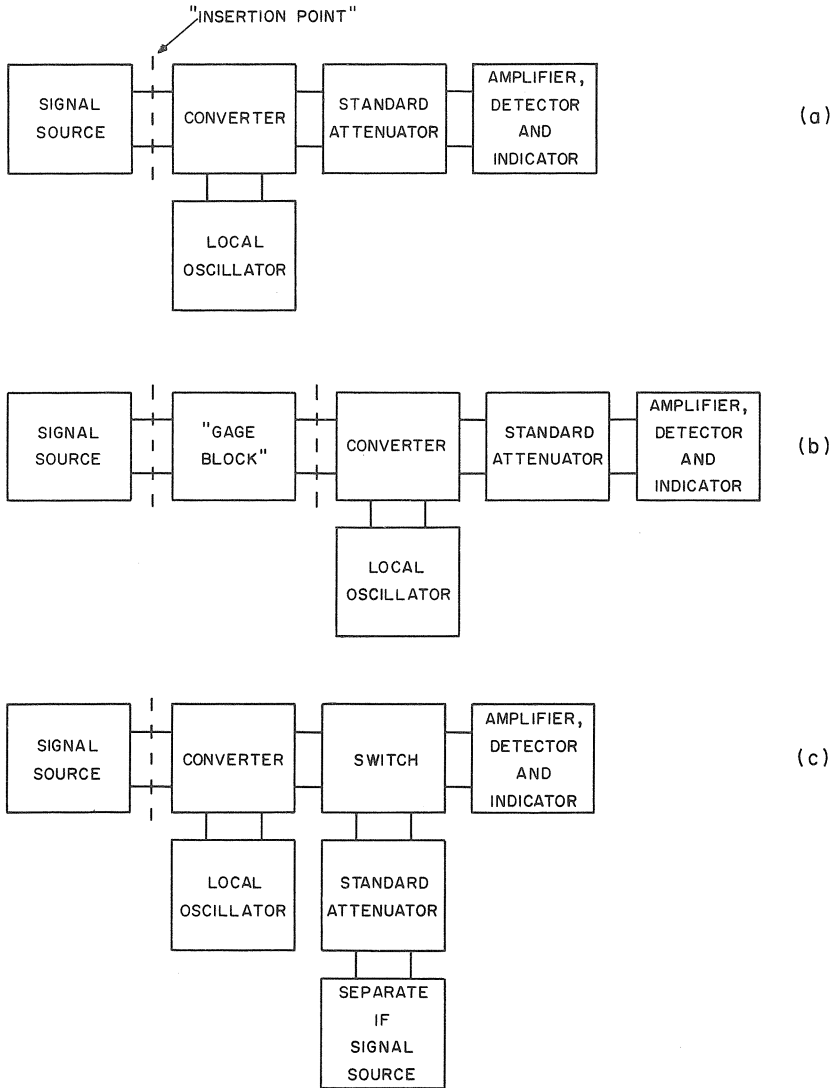 "INSERTION POINT"
SIGNAL
SOURCE
CONVERTER
STANDARD
ATTENUATOR
AMPLIFIER,
DETECTOR
AND
INDICATOR
(a)
LOCAL
OSCILLATOR
SIGNAL
SOURCE
"GAGE
BLOCK"
CONVERTER
STANDARD
ATTENUATOR
AMPLIFIER,
DETECTOR
AND
INDICATOR
(b)
LOCAL
OSCILLATOR
SIGNAL
SOURCE
CONVERTER
SWITCH
AMPLIFIER,
DETECTOR
AND
INDICATOR
(c)
LOCAL
OSCILLATOR
STANDARD
ATTENUATOR
SEPARATE
IF
SIGNAL
SOURCE